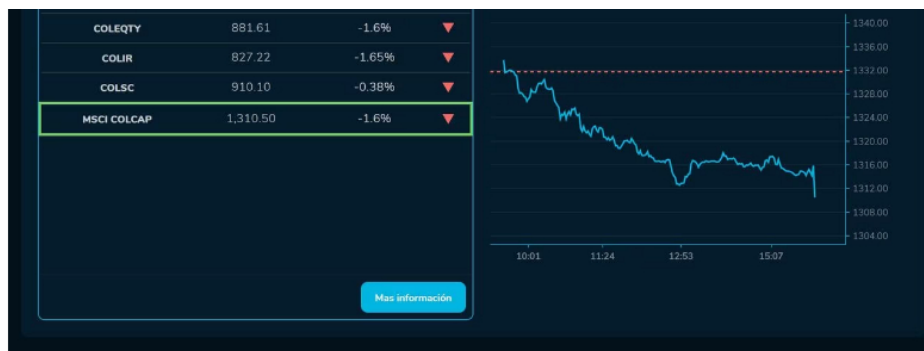 COLEQTY 881.61 -1.6%
COLIR 827.22 -1.65%
COLSC 910.10 -0.38%
MSCI COLCAP 1,310.50 -1.6%
Mas información
1340.00
1336.00
1332.00
1328.00
1324.00
1320.00
1316.00
1312.00
1308.00
1304.00
10:01 11:24 12:53 15:07